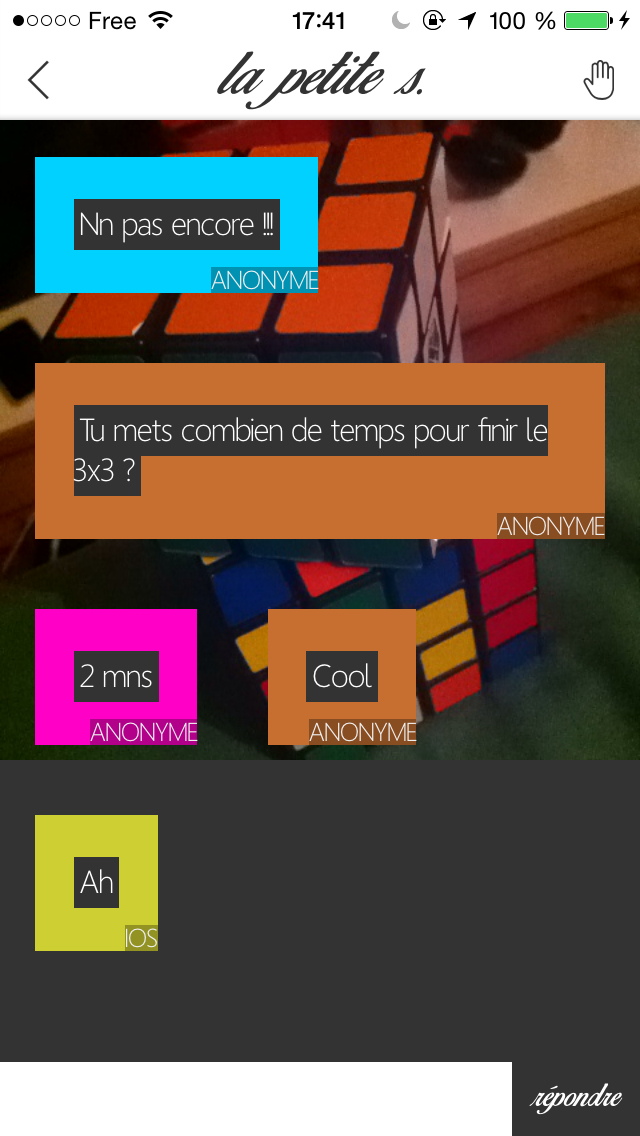 Free 17:41 100 %
la petite s.
Nn pas encore !!!
ANONYME
Tu mets combien de temps pour finir le
3x3 ?
ANONYME
2 mns
ANONYME
Cool
ANONYME
Ah
IOS
répondre